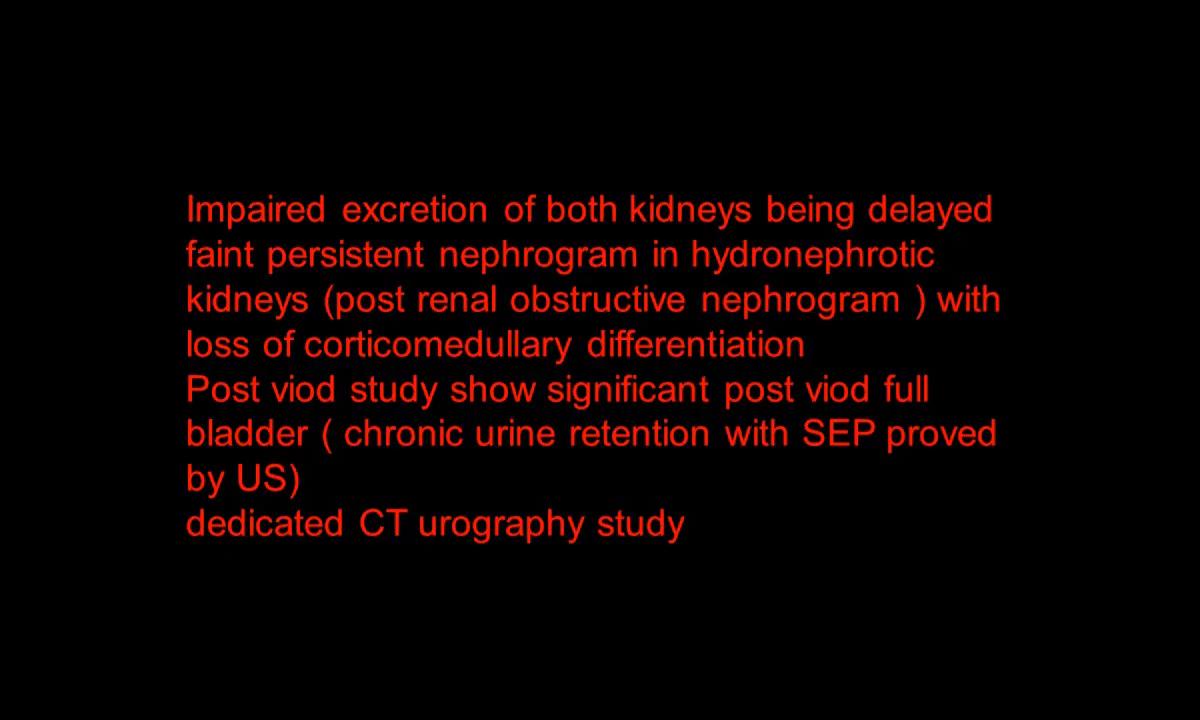 Impaired excretion of both kidneys being delayed
faint persistent nephrogram in hydronephrotic
kidneys (post renal obstructive nephrogram ) with
loss of corticomedullary differentiation
Post viod study show significant post viod full
bladder ( chronic urine retention with SEP proved
by US)
dedicated CT urography study